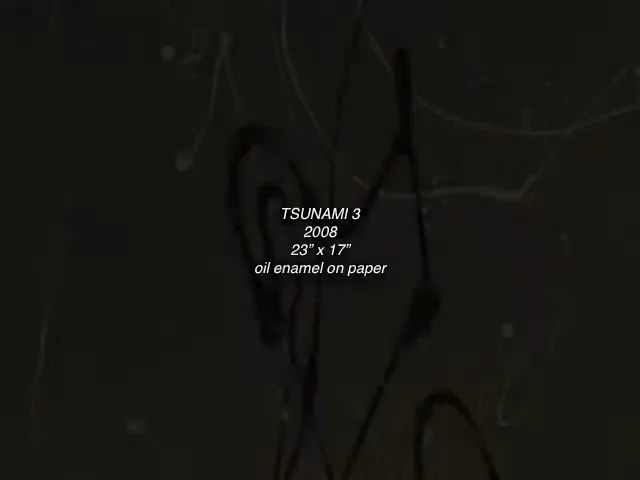 TSUNAMI 3
2008
23” x 17”
oil enamel on paper